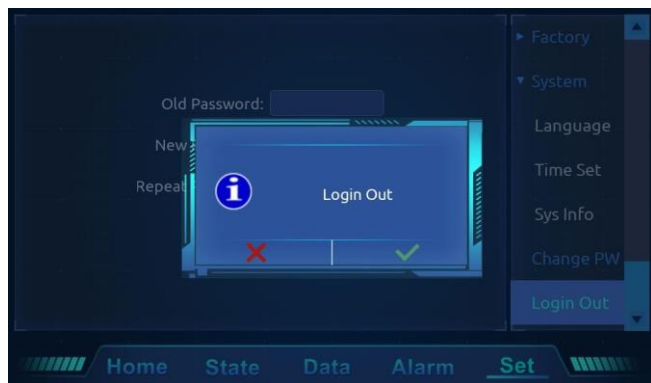 Old Password:
New
Repeat
Login Out
Factory
System
Language
Time Set
Sys Info
Change PW
Login Out
Home State Data Alarm Set